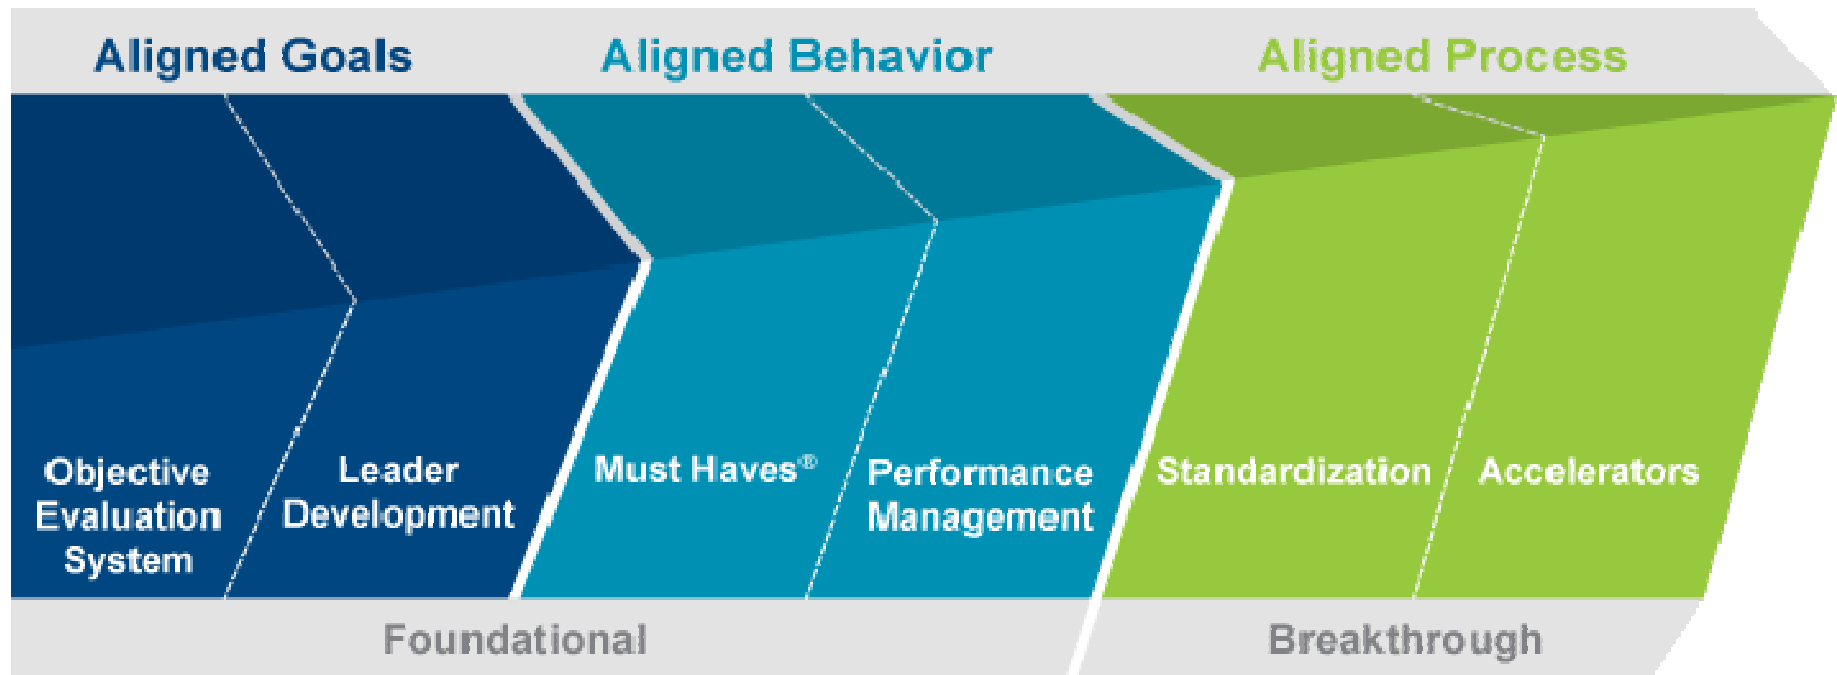 Aligned Goals
Aligned Behavior
Aligned Process
Objective
Evaluation
System
Leader
Development
Must Haves®
Performance
Management
Standardization
Accelerators
Foundational
Breakthrough